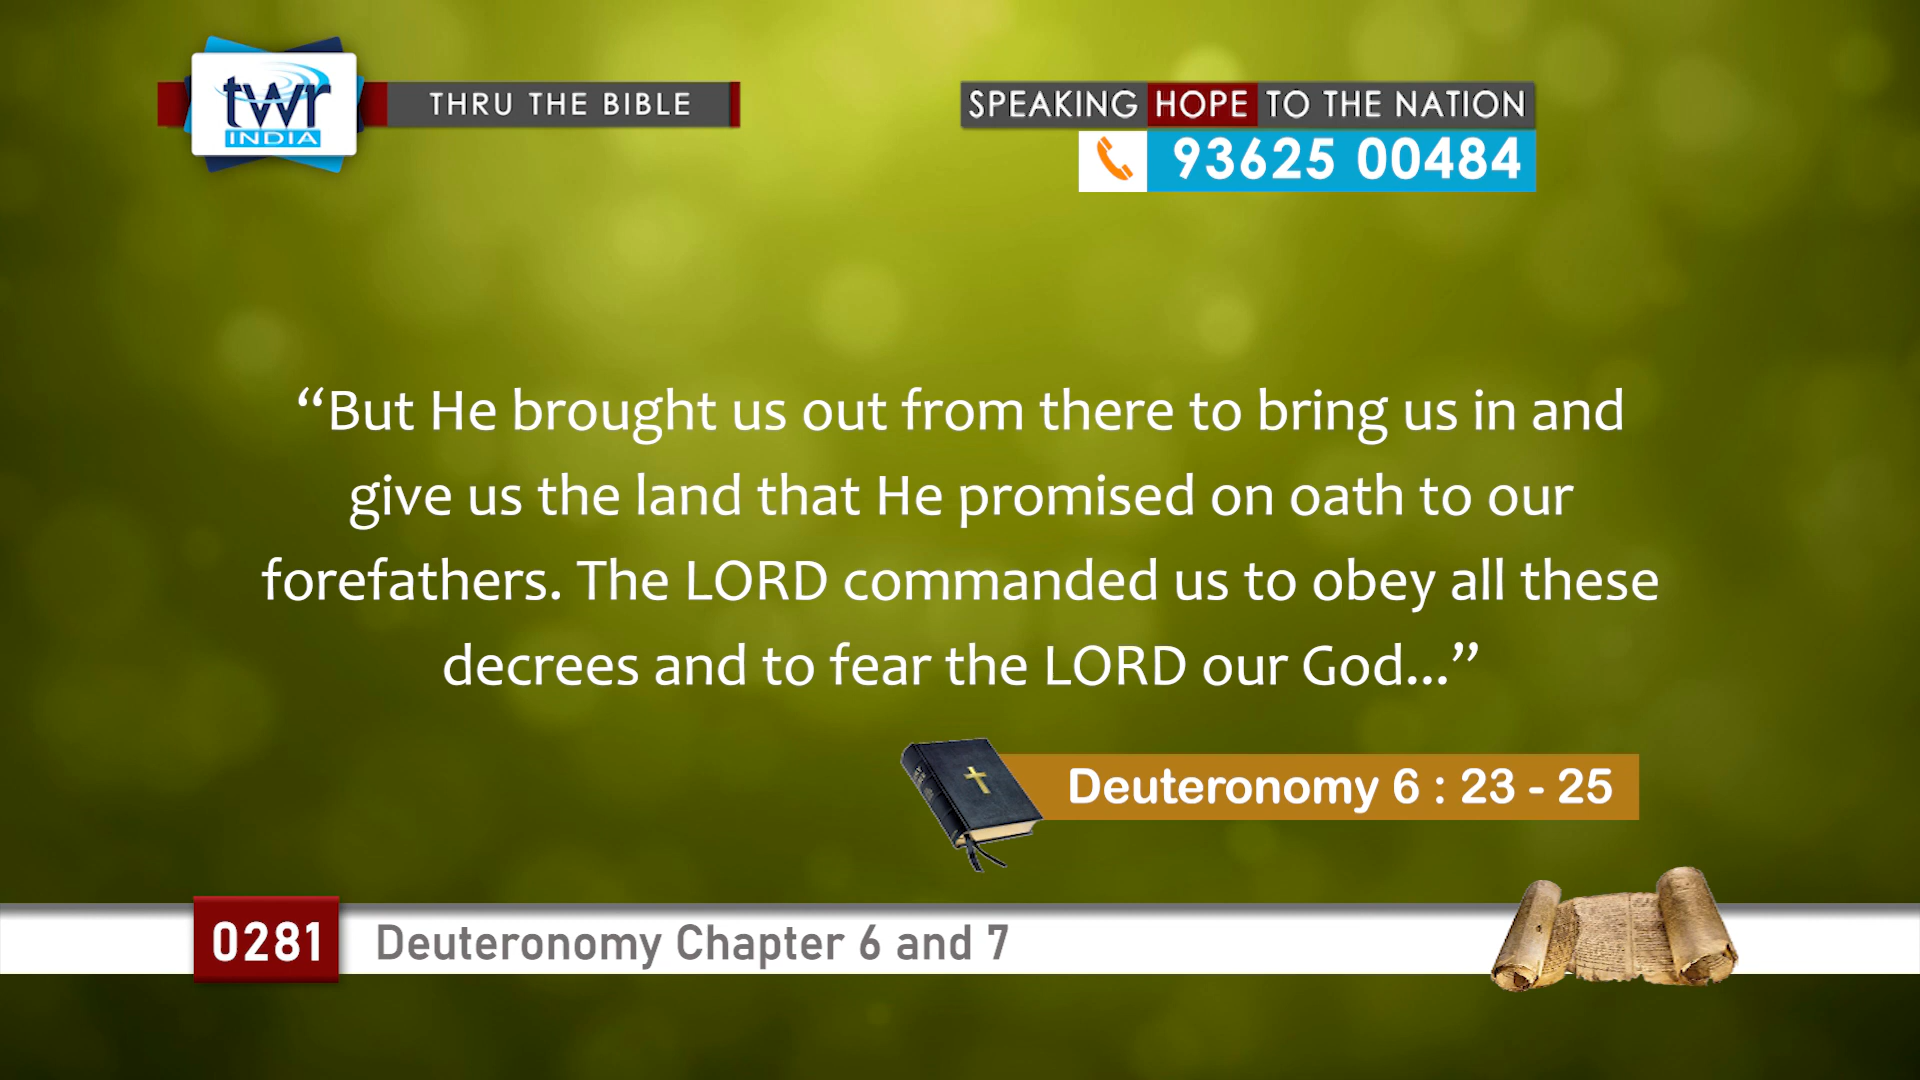 twr
INDIA
THRU THE BIBLE
SPEAKING HOPE TO THE NATION
93625 00484
“But He brought us out from there to bring us in and
give us the land that He promised on oath to our
forefathers. The LORD commanded us to obey all these
decrees and to fear the LORD our God...”
Deuteronomy 6 : 23 - 25
0281 Deuteronomy Chapter 6 and 7